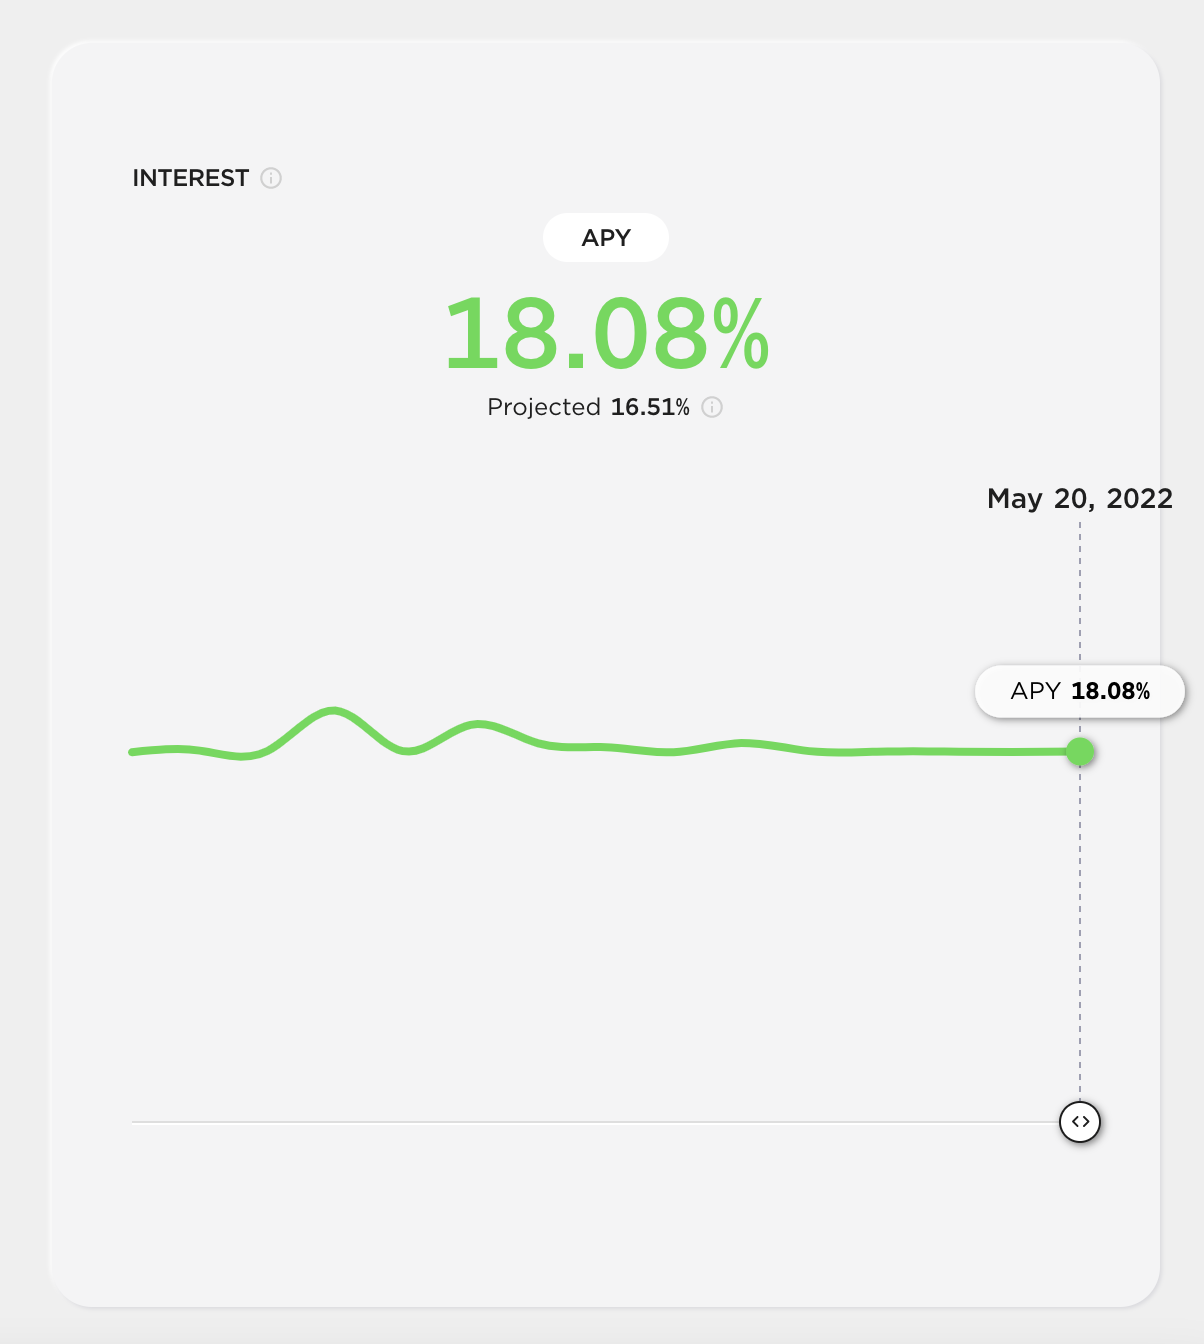 INTEREST
APY
18.08%
Projected 16.51%
May 20, 2022
APY 18.08%